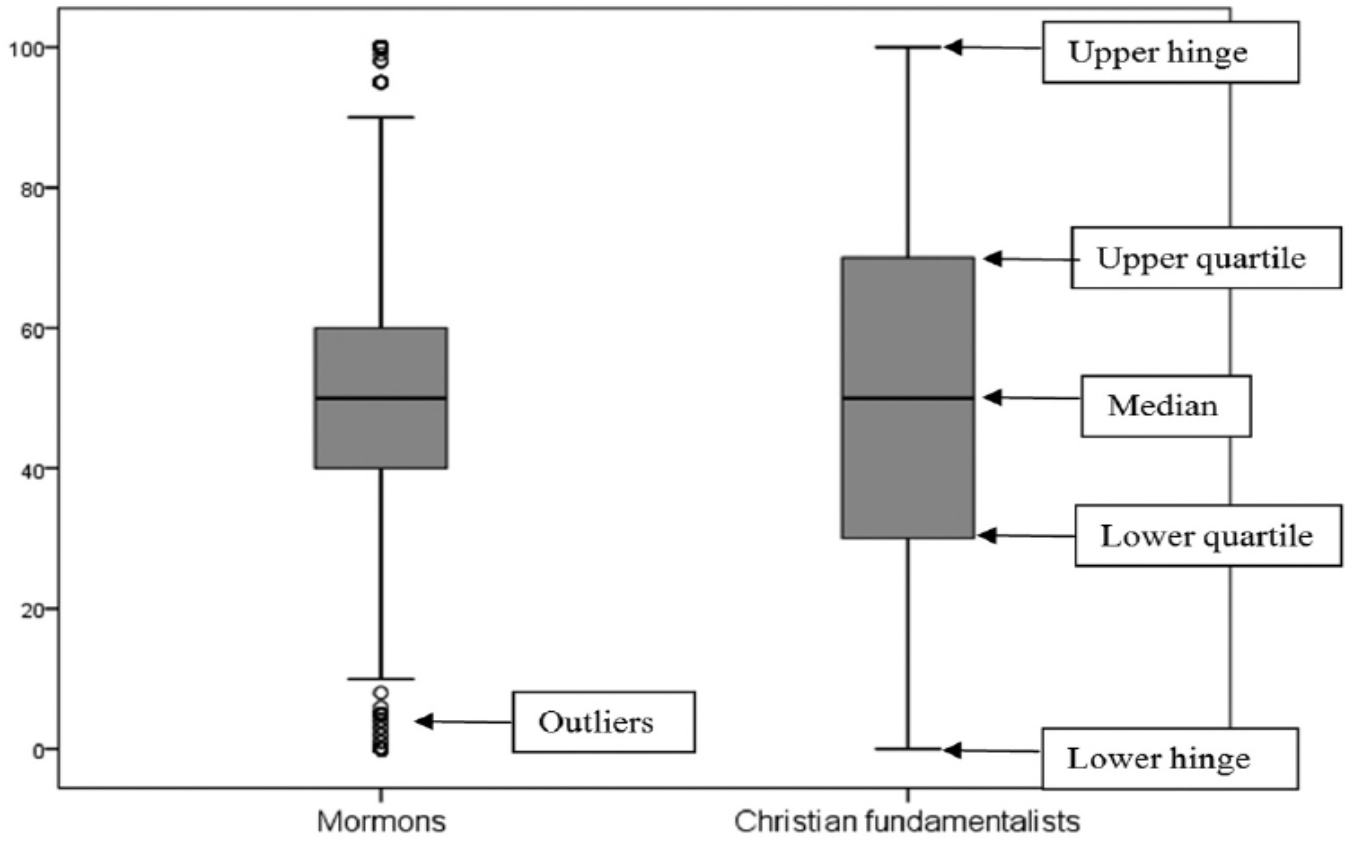 100
Upper hinge
80
Upper quartile
60
Median
40
Lower quartile
20
Outliers
0
Lower hinge
Mormons
Christian fundamentalists